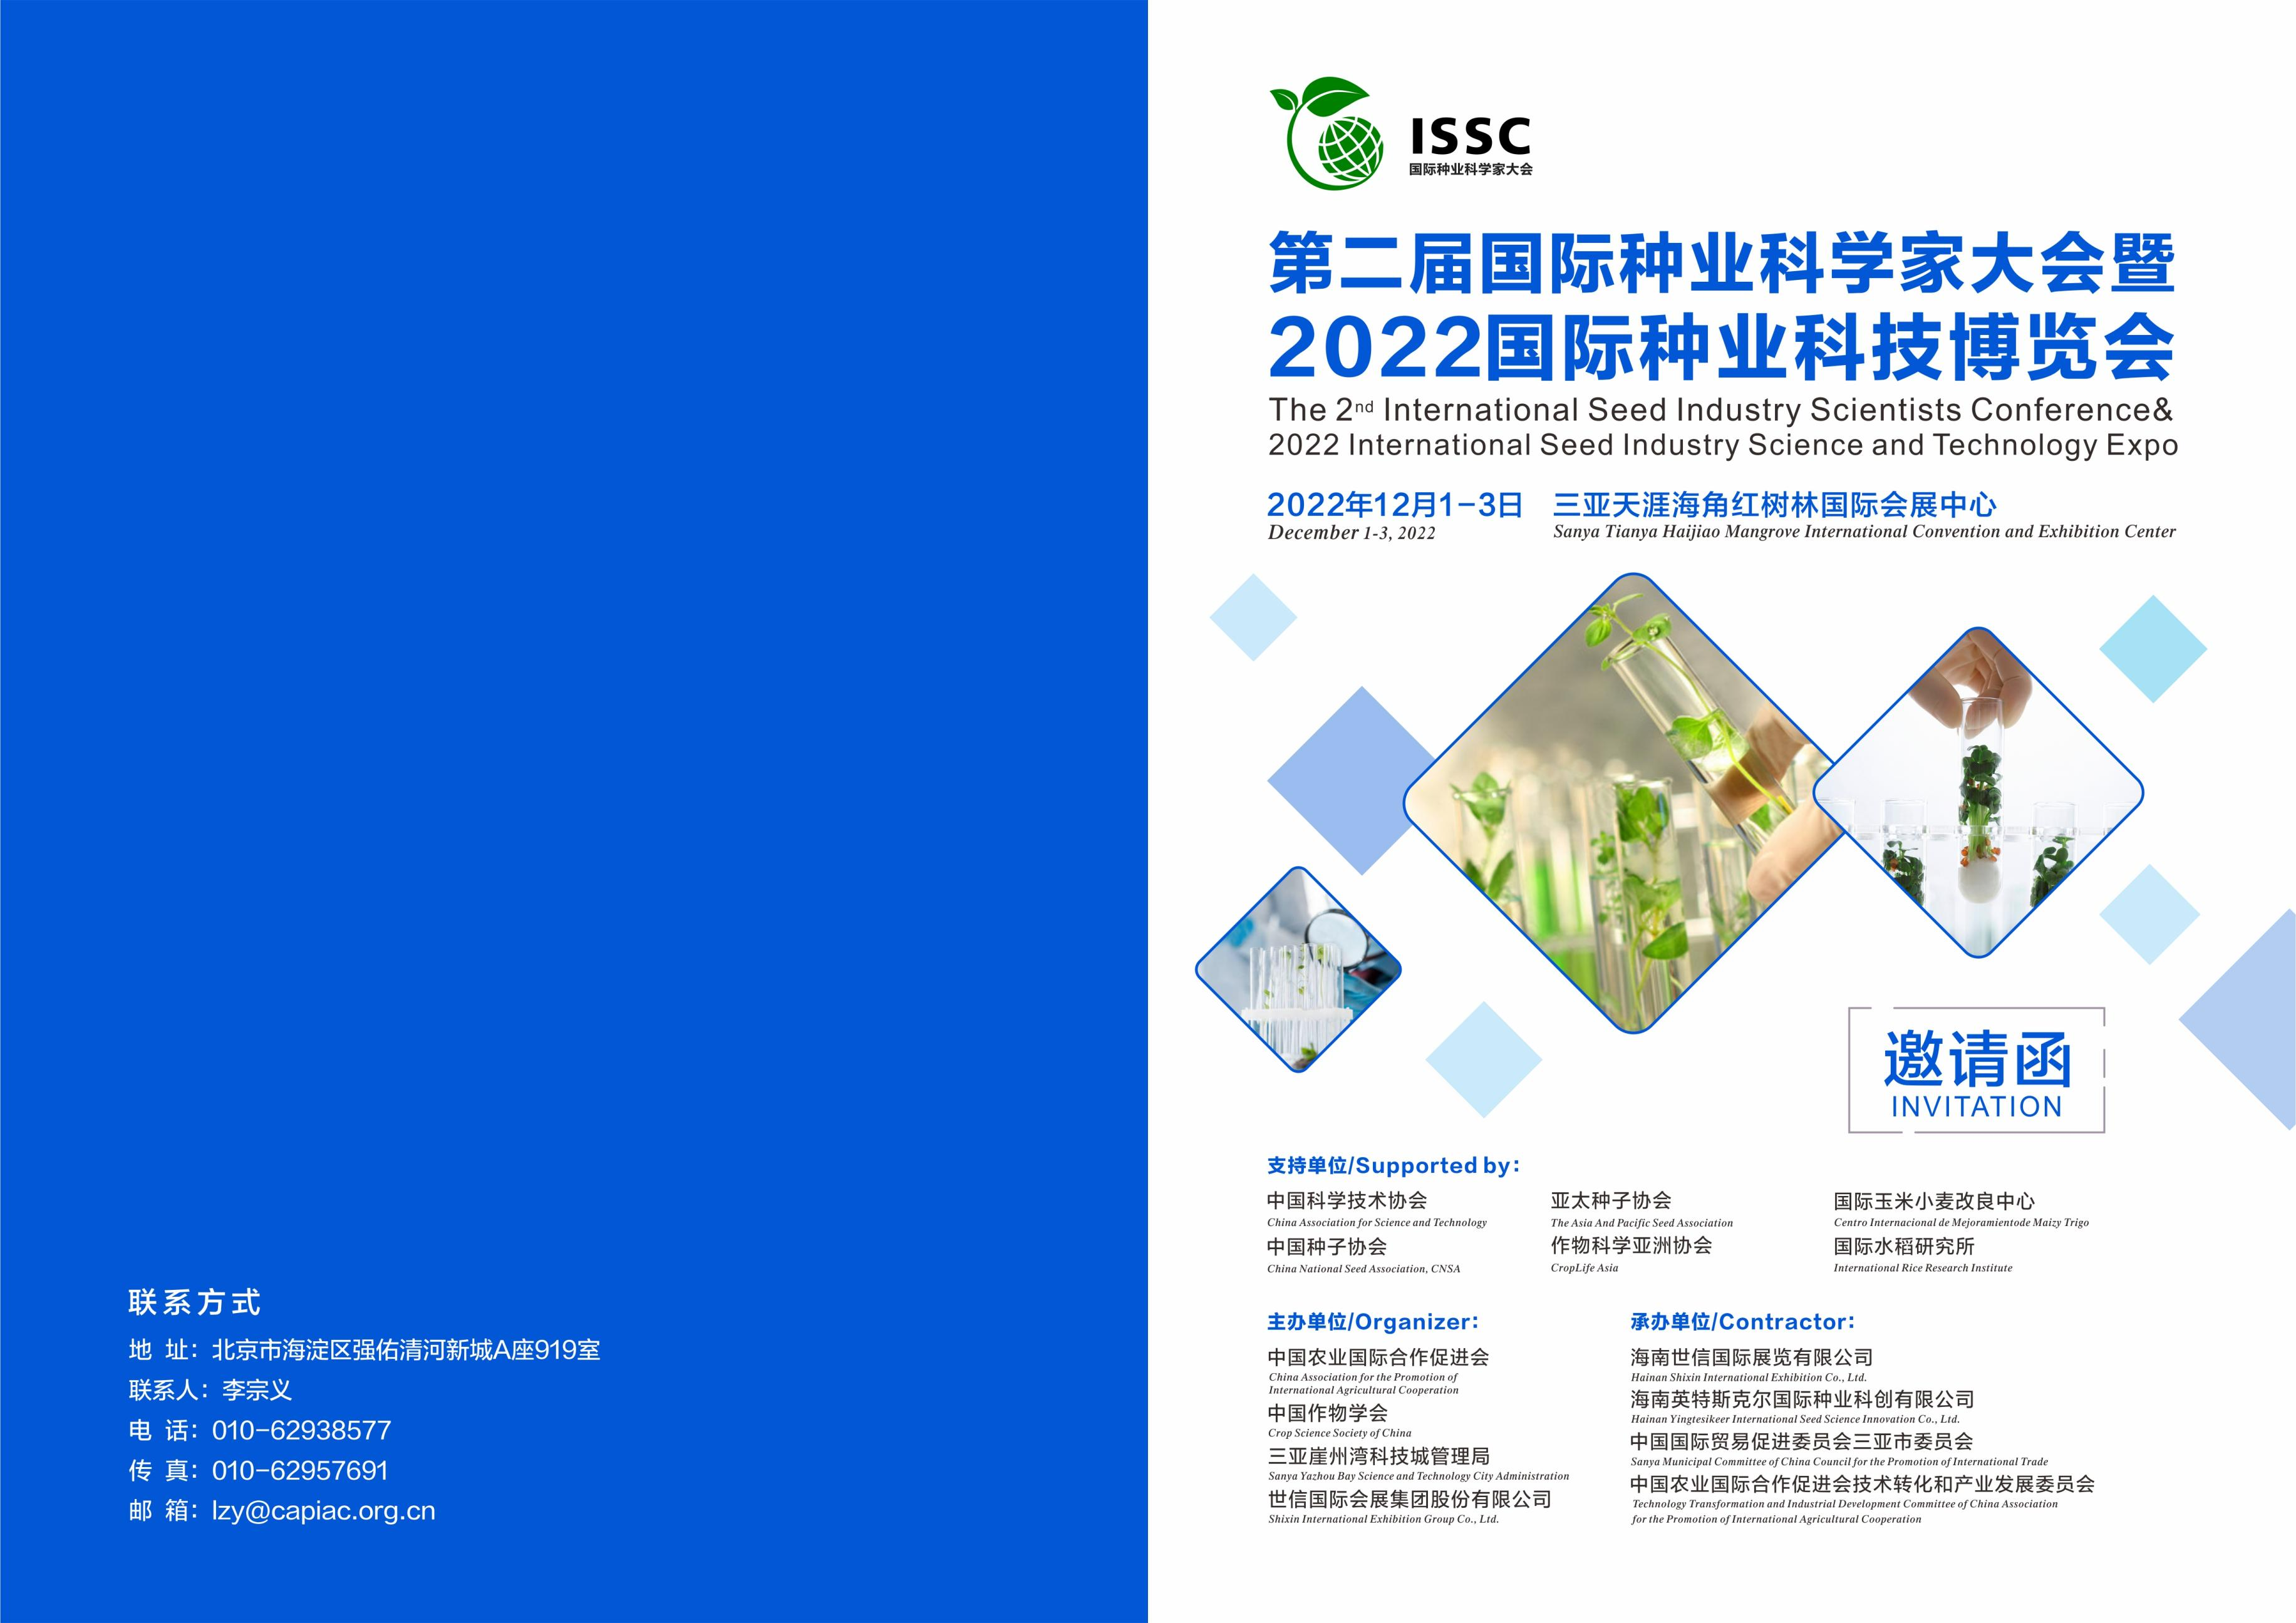 联系方式
地 址：北京市海淀区强佑清河新城A座919室
联系人：李宗义
电 话：010-62938577
传 真：010-62957691
邮 箱：lzy@capiac.org.cn
ISSC
国际种业科学家大会
第二届国际种业科学家大会暨
2022国际种业科技博览会
The 2nd International Seed Industry Scientists Conference&
2022 International Seed Industry Science and Technology Expo
2022年12月1-3日 三亚天涯海角红树林国际会展中心
December 1-3, 2022 Sanya Tianya Haijiao Mangrove International Convention and Exhibition Center
邀请函
INVITATION
支持单位/Supported by:
中国科学技术协会
China Association for Science and Technology
中国种子协会
China National Seed Association, CNSA
亚太种子协会
The Asia And Pacific Seed Association
作物科学亚洲协会
CropLife Asia
国际玉米小麦改良中心
Centro Internacional de Mejoramientode Maizy Trigo
国际水稻研究所
International Rice Research Institute
主办单位/Organizer:
中国农业国际合作促进会
China Association for the Promotion of
International Agricultural Cooperation
中国作物学会
Crop Science Society of China
三亚崖州湾科技城管理局
Sanya Yazhou Bay Science and Technology City Administration
世信国际会展集团股份有限公司
Shixin International Exhibition Group Co., Ltd.
承办单位/Contractor:
海南世信国际展览有限公司
Hainan Shixin International Exhibition Co., Ltd.
海南英特斯克尔国际种业科创有限公司
Hainan Yingtesikeer International Seed Science Innovation Co., Ltd.
中国国际贸易促进委员会三亚市委员会
Sanya Municipal Committee of China Council for the Promotion of International Trade
中国农业国际合作促进会技术转化和产业发展委员会
Technology Transformation and Industrial Development Committee of China Association
for the Promotion of International Agricultural Cooperation